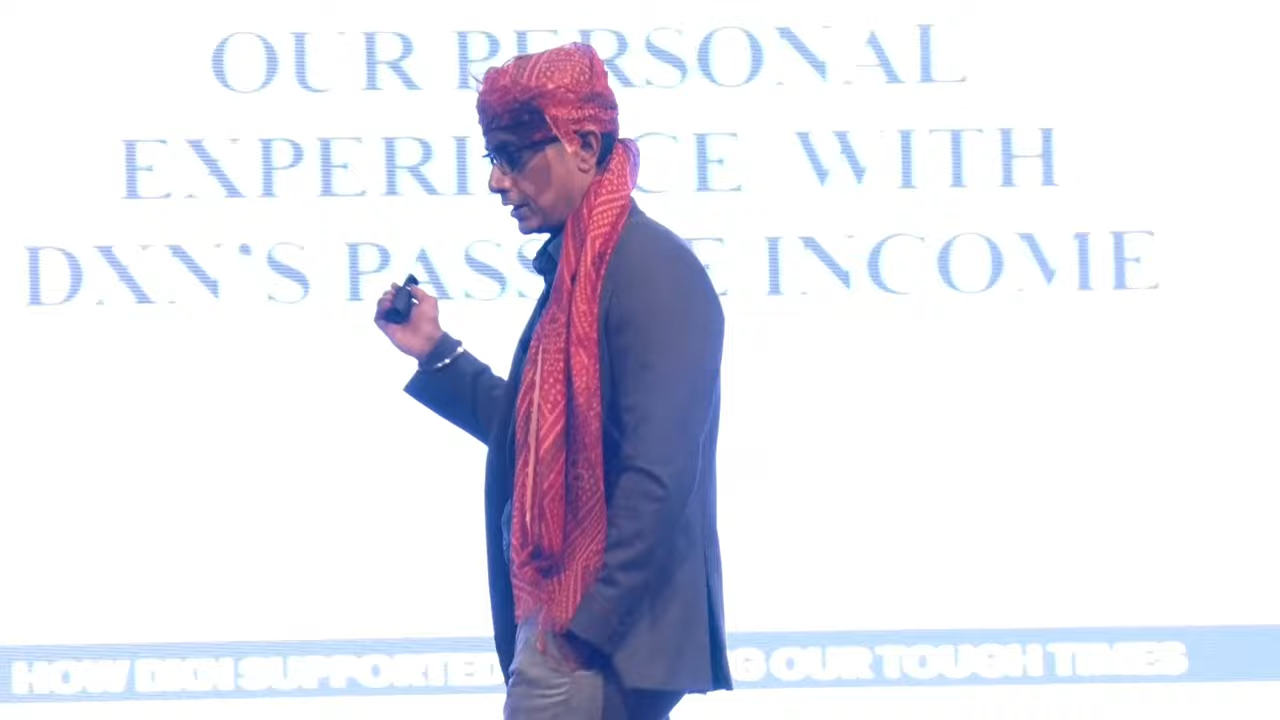 OUR PERSONAL
EXPERIENCE WITH
DXN'S PASSIVE INCOME
HOW DXN SUPPORTED OUR TOUGH TIMES